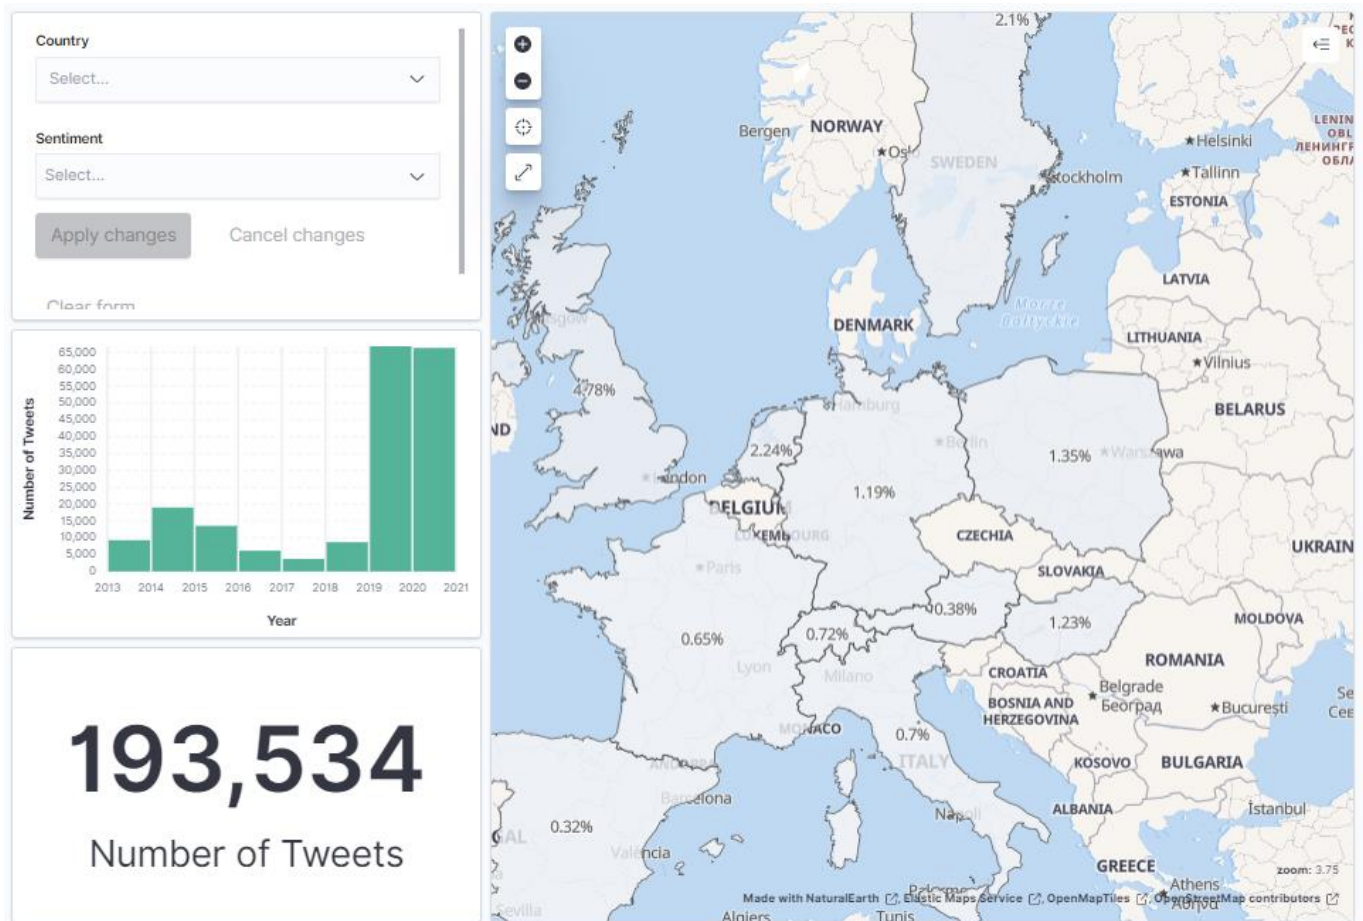 Country
Select...
Sentiment
Select...
Apply changes
Cancel changes
Clear form
65,000
60,000
55,000
50,000
45,000
40,000
35,000
30,000
25,000
20,000
15,000
10,000
5,000
0
Number of Tweets
2013 2014 2015 2016 2017 2018 2019 2020 2021
Year
193,534
Number of Tweets
2.1%
Bergen
NORWAY
SWEDEN
Helsinki
Tallinn
ESTONIA
LATVIA
DENMARK
Morze
Bałtyckie
LITHUANIA
Vilnius
4.78%
Hamburg
BELARUS
ND
2.24%
Berlin
1.35%
London
1.19%
BELGIUM
LUXEMBOURG
CZECHIA
UKRAIN
Paris
SLOVAKIA
0.38%
1.23%
MOLDOVA
0.65%
0.72%
Lyon
Milano
CROATIA
ROMANIA
BOSNIA AND
HERZEGOVINA
Belgrade
Београд
București
MONACO
0.7%
ITALY
KOSOVO
BULGARIA
ANDORRA
Barcelona
ALBANIA
İstanbul
Napoli
0.32%
València
GREECE
zoom: 3.75
Athens
Sevilla
Made with NaturalEarth, Elastic Maps Service, OpenMapTiles, OpenStreetMap contributors
Algiers
Tunis